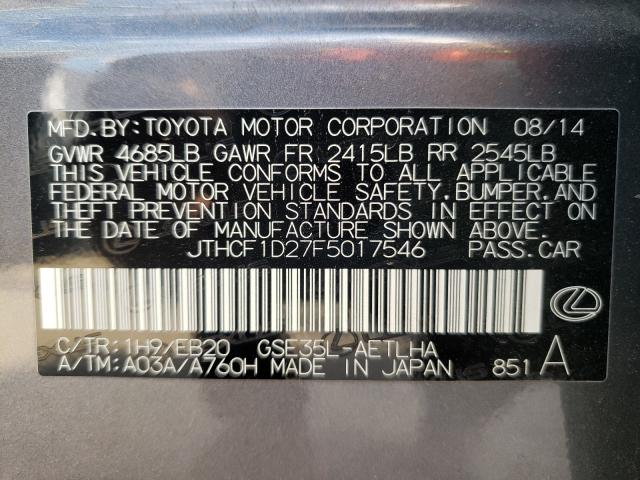 MFD.BY:TOYOTA MOTOR CORPORATION 08/14
GVWR 4685LB GAWR FR 2415LB RR 2545LB
THIS VEHICLE CONFORMS TO ALL APPLICABLE
FEDERAL MOTOR VEHICLE SAFETY,BUMPER,AND
THEFT PREVENTION STANDARDS IN EFFECT ON
THE DATE OF MANUFACTURE SHOWN ABOVE.
JTHCF1D27F5017546 PASS.CAR
C/TR:1H9/EB20 GSE35L-AETLHA
A/TM:A03A/A760H MADE IN JAPAN 851 A